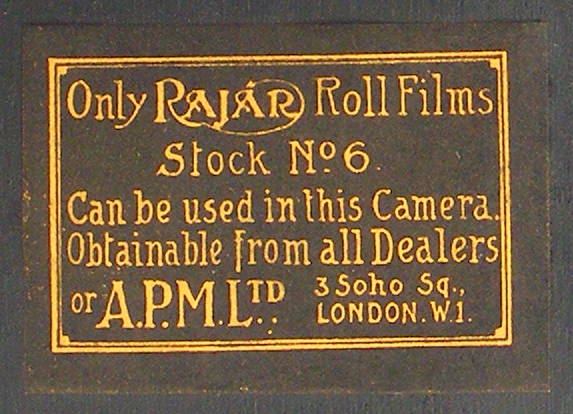 Only RAJÁR Roll Films
Stock No 6.
Can be used in this Camera.
Obtainable from all Dealers
or A.P.M. LTD. 3 Soho Sq.,
LONDON. W.1.